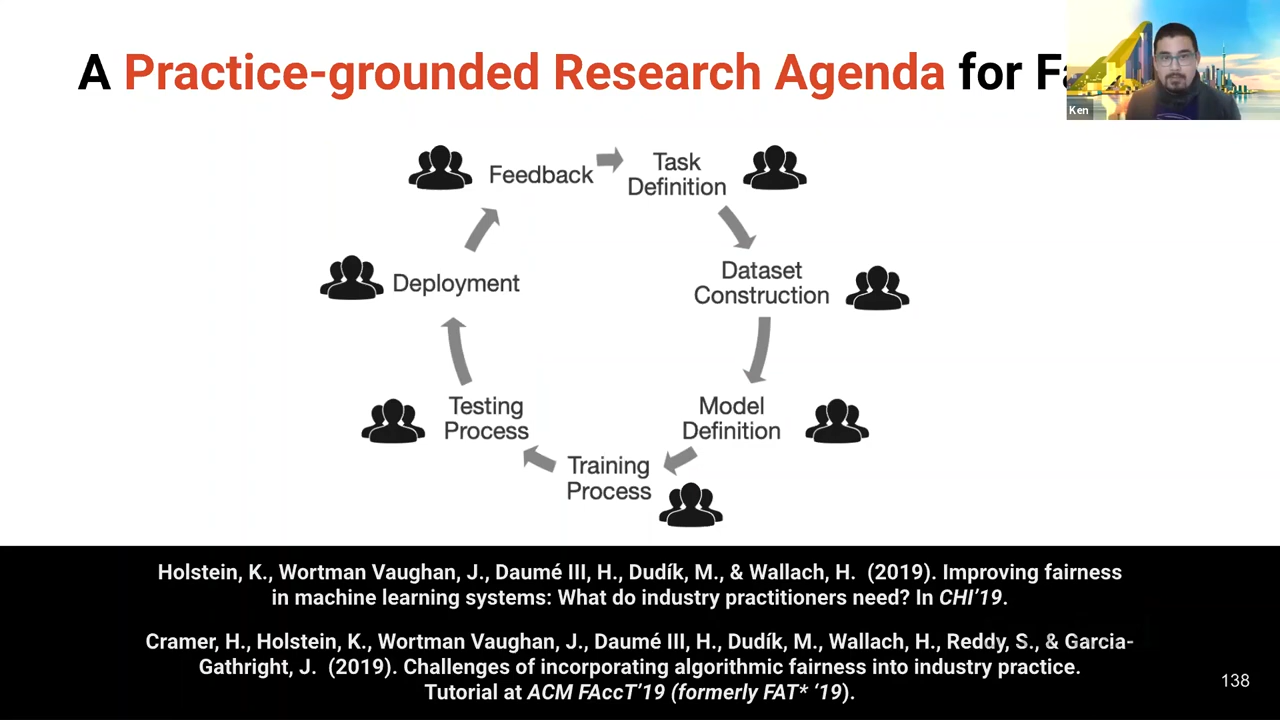 A Practice-grounded Research Agenda for
Ken
Feedback
Task
Definition
Dataset
Construction
Model
Definition
Training
Process
Testing
Process
Deployment
Holstein, K., Wortman Vaughan, J., Daumé III, H., Dudík, M., & Wallach, H. (2019). Improving fairness
in machine learning systems: What do industry practitioners need? In CHI’19.
Cramer, H., Holstein, K., Wortman Vaughan, J., Daumé III, H., Dudík, M., Wallach, H., Reddy, S., & Garcia-
Gathright, J. (2019). Challenges of incorporating algorithmic fairness into industry practice.
Tutorial at ACM FAccT’19 (formerly FAT* ‘19).
138